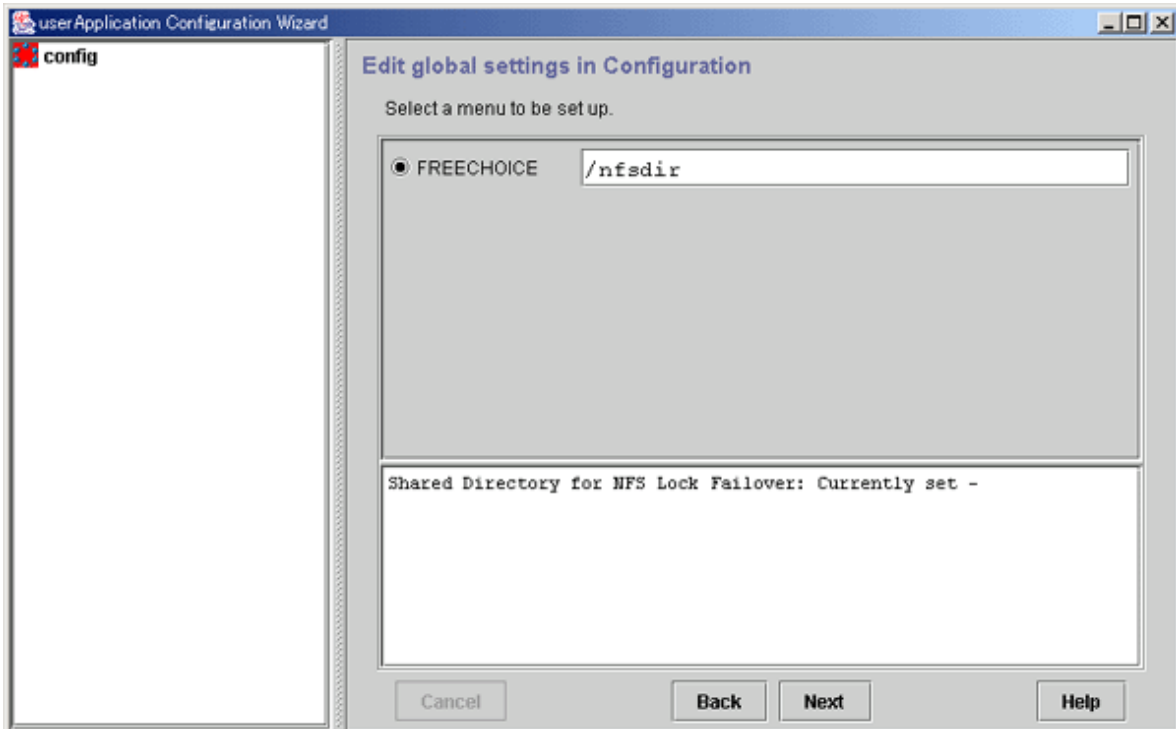 userApplication Configuration Wizard
config
Edit global settings in Configuration
Select a menu to be set up.
FREECHOICE /nfsdir
Shared Directory for NFS Lock Failover: Currently set -
Cancel Back Next Help